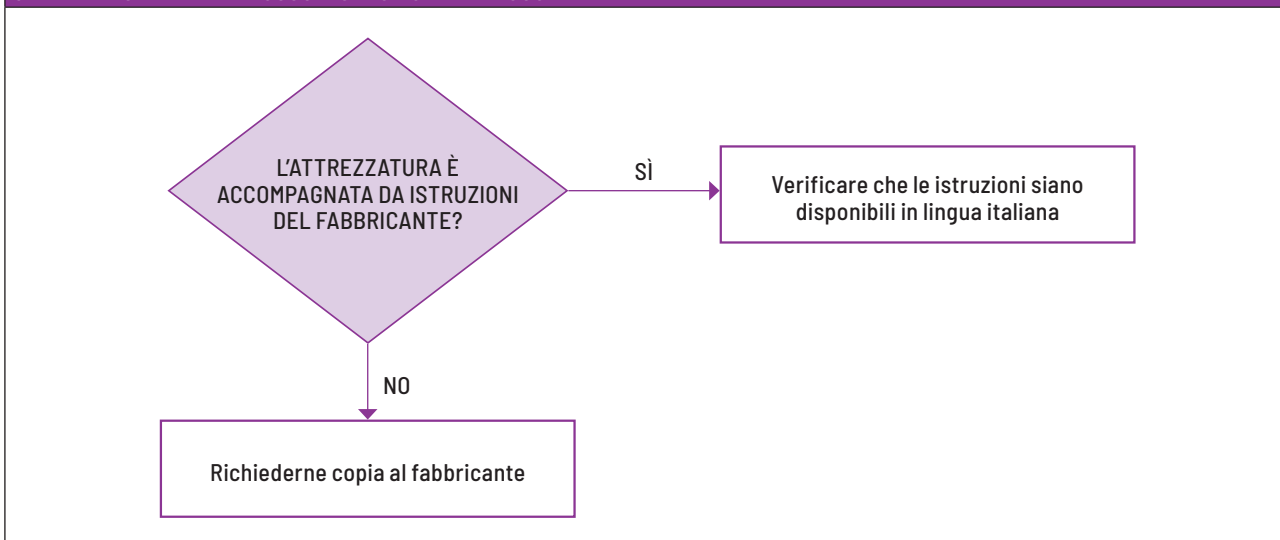 L'ATTREZZATURA È
ACCOMPAGNATA DA ISTRUZIONI
DEL FABBRICANTE?
SÌ
Verificare che le istruzioni siano
disponibili in lingua italiana
NO
Richiederne copia al fabbricante